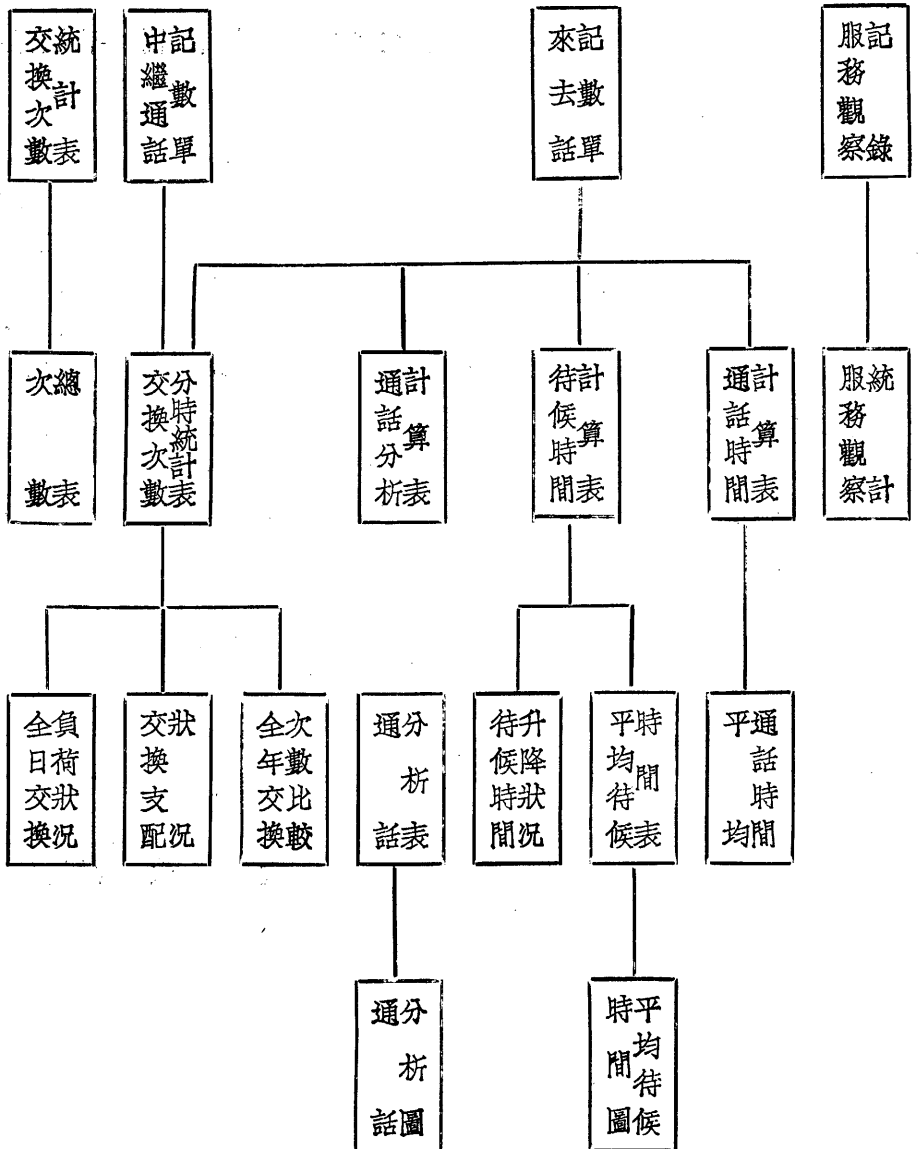 交換次數
統計表
中繼通話
記數單
來去話
記數單
服務觀察
記錄
次數
總表
交換次數
分時統計表
通話分析
計算表
待候時間
計算表
通話時間
計算表
服務觀察
統計
全日交換
負荷狀況
交換支配
狀況
全年交換
次數比較
通話
分析表
待候時間
升降狀況
平均待候
時間表
平均
通話時間
通話
分析圖
平均待候
時間圖